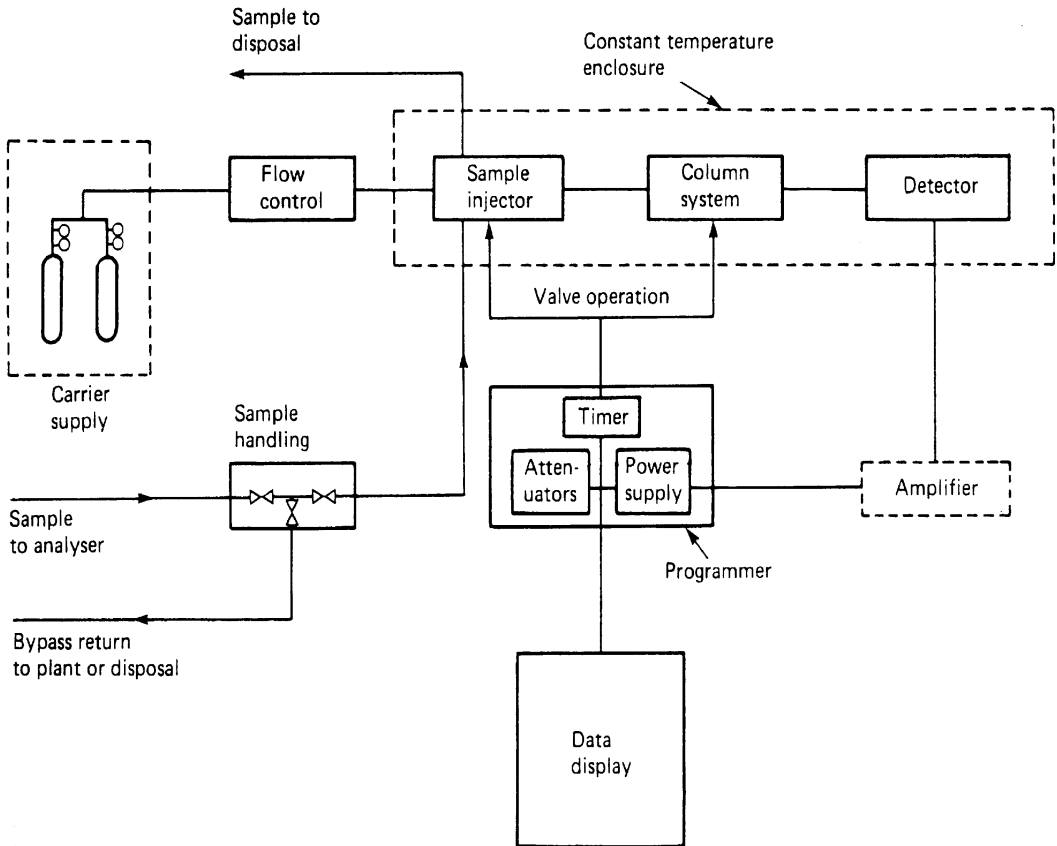 Sample to
disposal
Constant temperature
enclosure
Flow
control
Sample
injector
Column
system
Detector
Valve operation
Carrier
supply
Sample
handling
Timer
Atten-
uators
Power
supply
Amplifier
Sample
to analyser
Programmer
Bypass return
to plant or disposal
Data
display